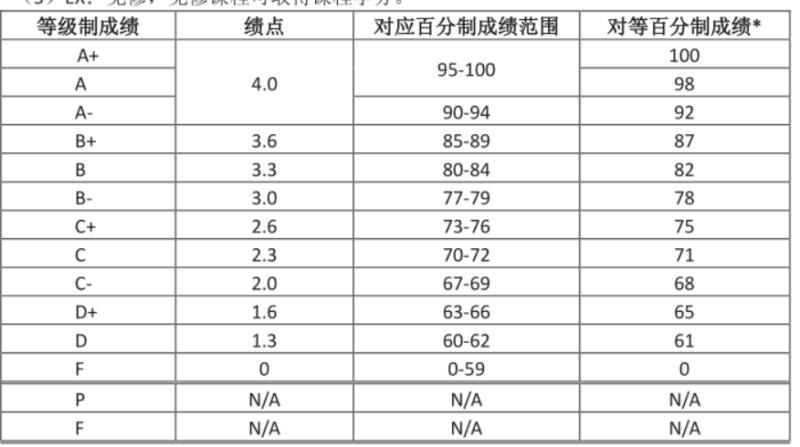 （3）EX：免修，免修课程可取得课程学分。
等级制成绩 绩点 对应百分制成绩范围 对等百分制成绩*
A+ 4.0 95-100 100
A 98
A- 90-94 92
B+ 3.6 85-89 87
B 3.3 80-84 82
B- 3.0 77-79 78
C+ 2.6 73-76 75
C 2.3 70-72 71
C- 2.0 67-69 68
D+ 1.6 63-66 65
D 1.3 60-62 61
F 0 0-59 0
P N/A N/A N/A
F N/A N/A N/A